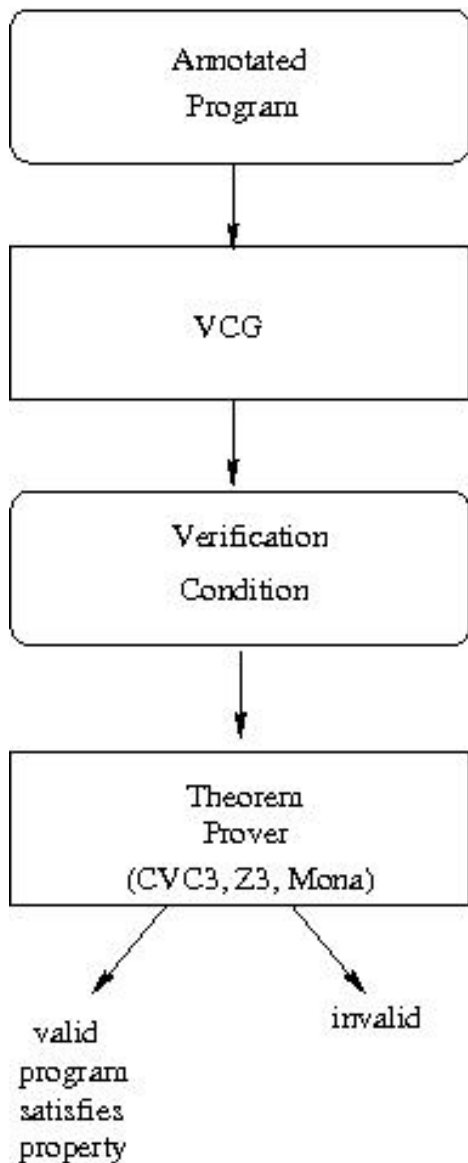 Annotated
Program
VCG
Verification
Condition
Theorem
Prover
(CVC3, Z3, Mona)
valid
program
satisfies
property
invalid